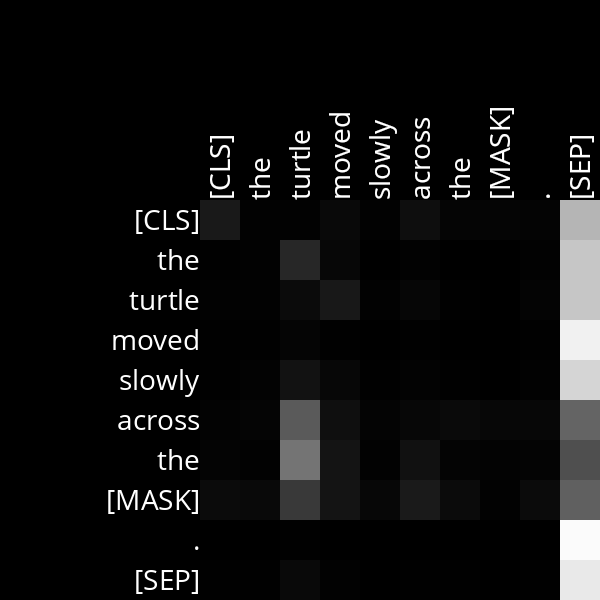 [CLS] the turtle moved slowly across the [MASK] . [SEP]
[CLS]
the
turtle
moved
slowly
across
the
[MASK]
.
[SEP]